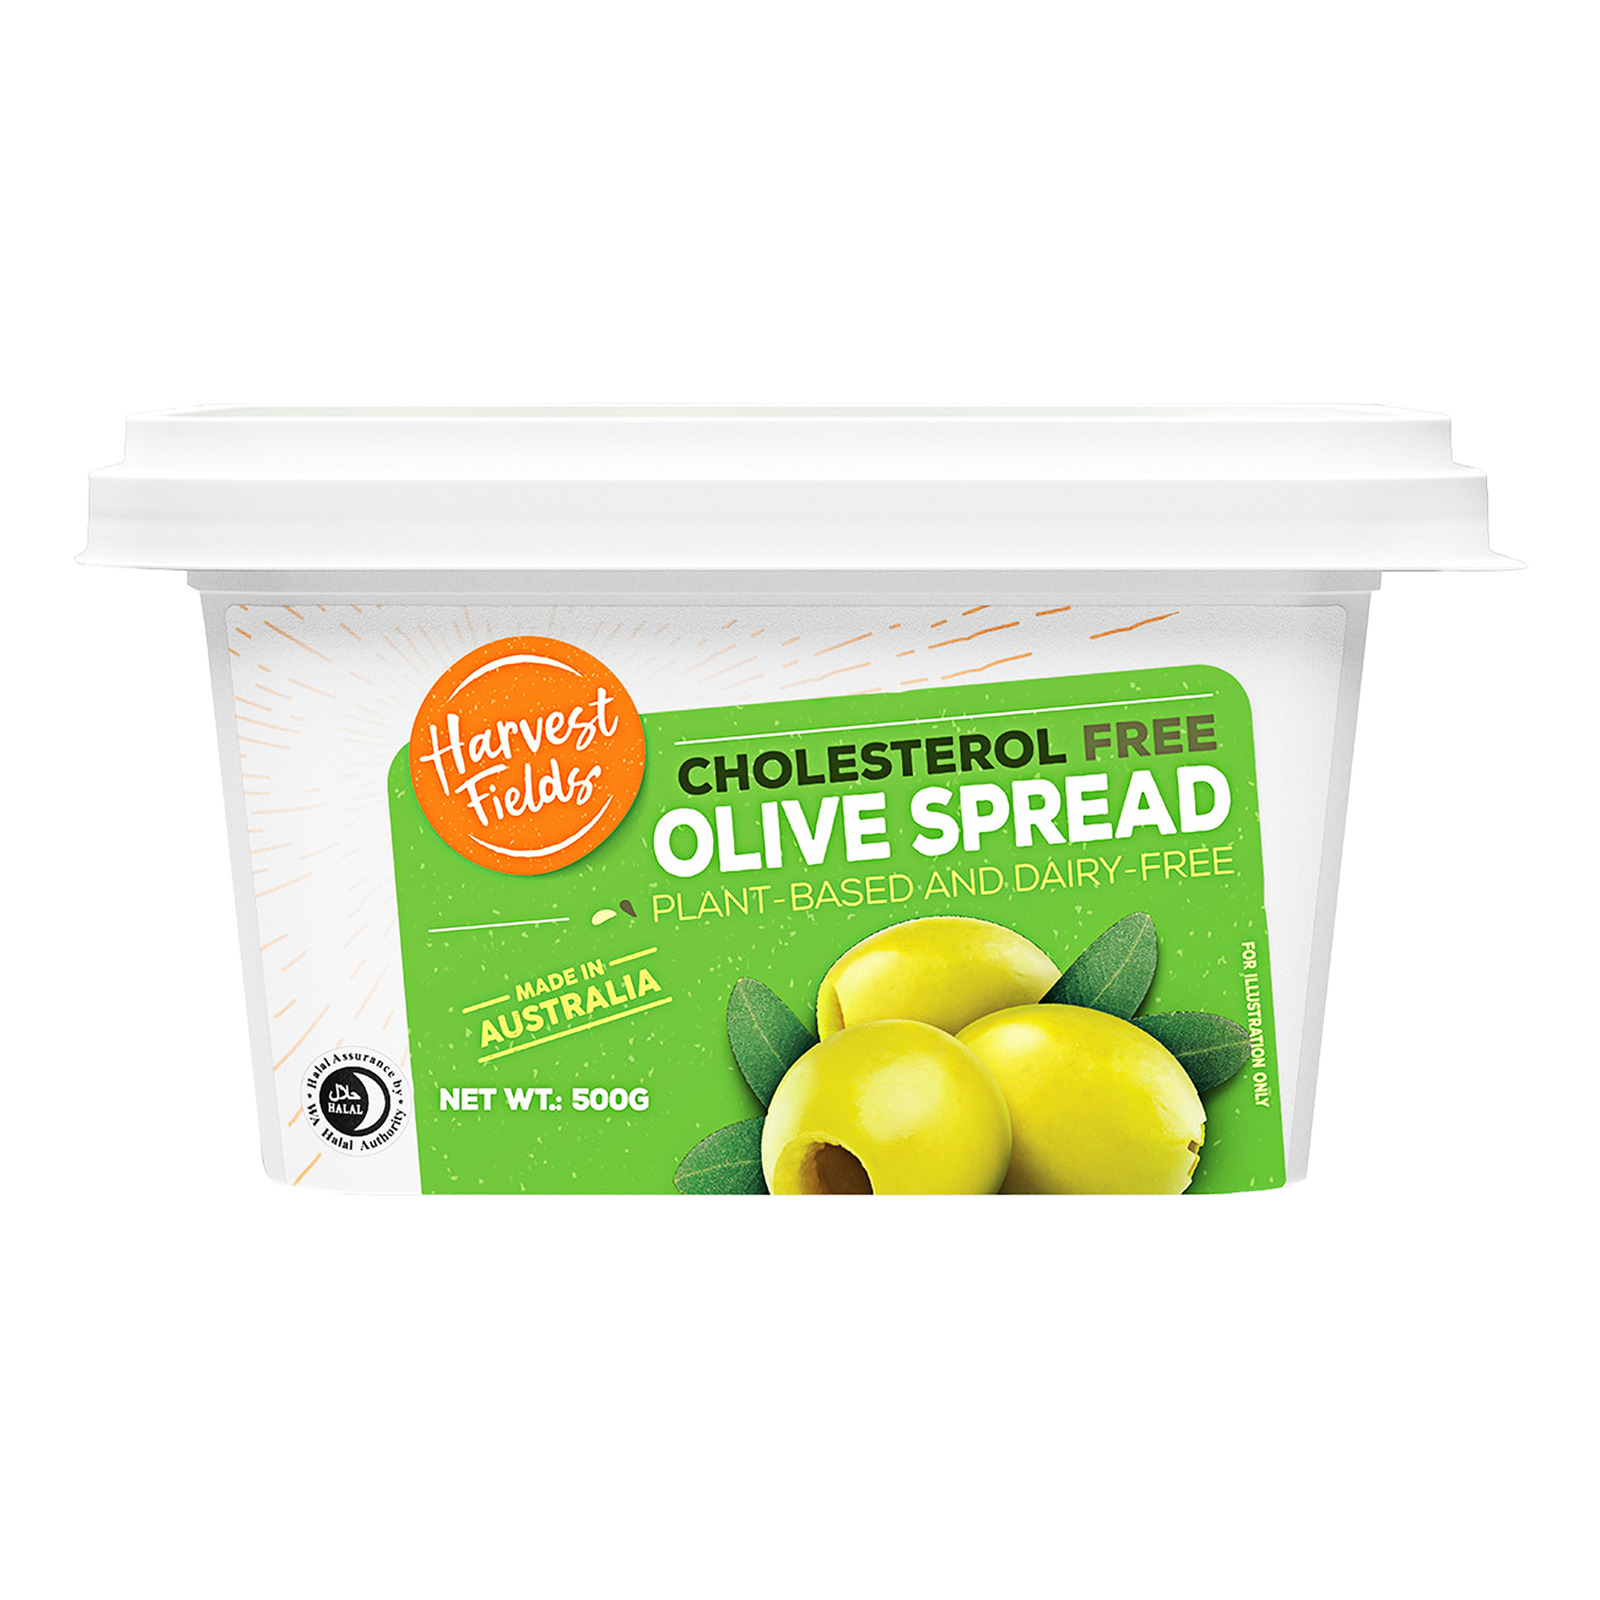 Harvest
Fields
CHOLESTEROL FREE
OLIVE SPREAD
PLANT-BASED AND DAIRY-FREE
MADE IN
AUSTRALIA
NET WT.: 500G
FOR ILLUSTRATION ONLY
Halal Assurance by
حلال
HALAL
WA Halal Authority